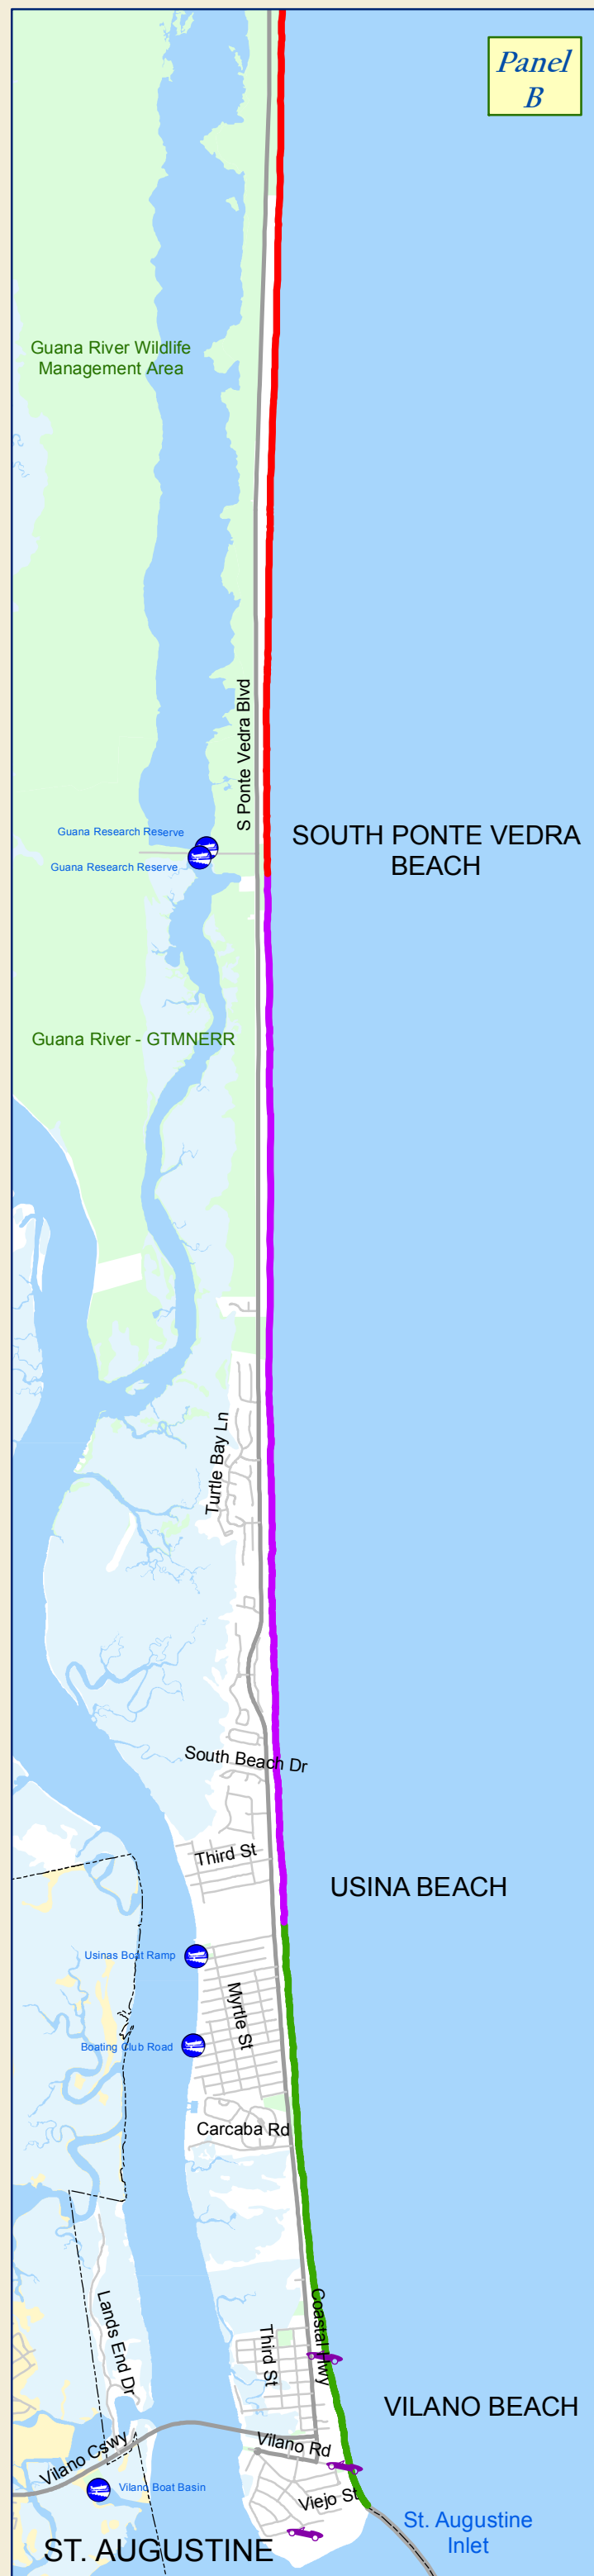 Panel
B
Guana River Wildlife
Management Area
S Ponte Vedra Blvd
Guana Research Reserve
Guana Research Reserve
SOUTH PONTE VEDRA
BEACH
Guana River - GTMNERR
Turtle Bay Ln
South Beach Dr
Third St
USINA BEACH
Usinas Boat Ramp
Myrtle St
Boating Club Road
Carcaba Rd
Lands End Dr
Coastal Hwy
Third St
VILANO BEACH
Vilano Rd
Vilano Cswy
Vilano Boat Basin
Viejo St
St. Augustine
Inlet
ST. AUGUSTINE